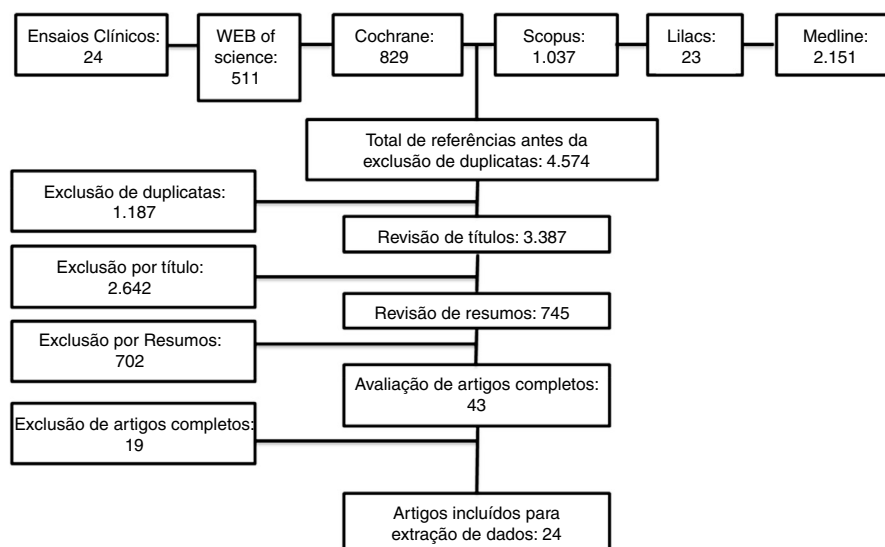 Ensaios Clínicos:
24
WEB of
science:
511
Cochrane:
829
Scopus:
1.037
Lilacs:
23
Medline:
2.151
Total de referências antes da
exclusão de duplicatas: 4.574
Exclusão de duplicatas:
1.187
Revisão de títulos: 3.387
Exclusão por título:
2.642
Revisão de resumos: 745
Exclusão por Resumos:
702
Avaliação de artigos completos:
43
Exclusão de artigos completos:
19
Artigos incluídos para
extração de dados: 24